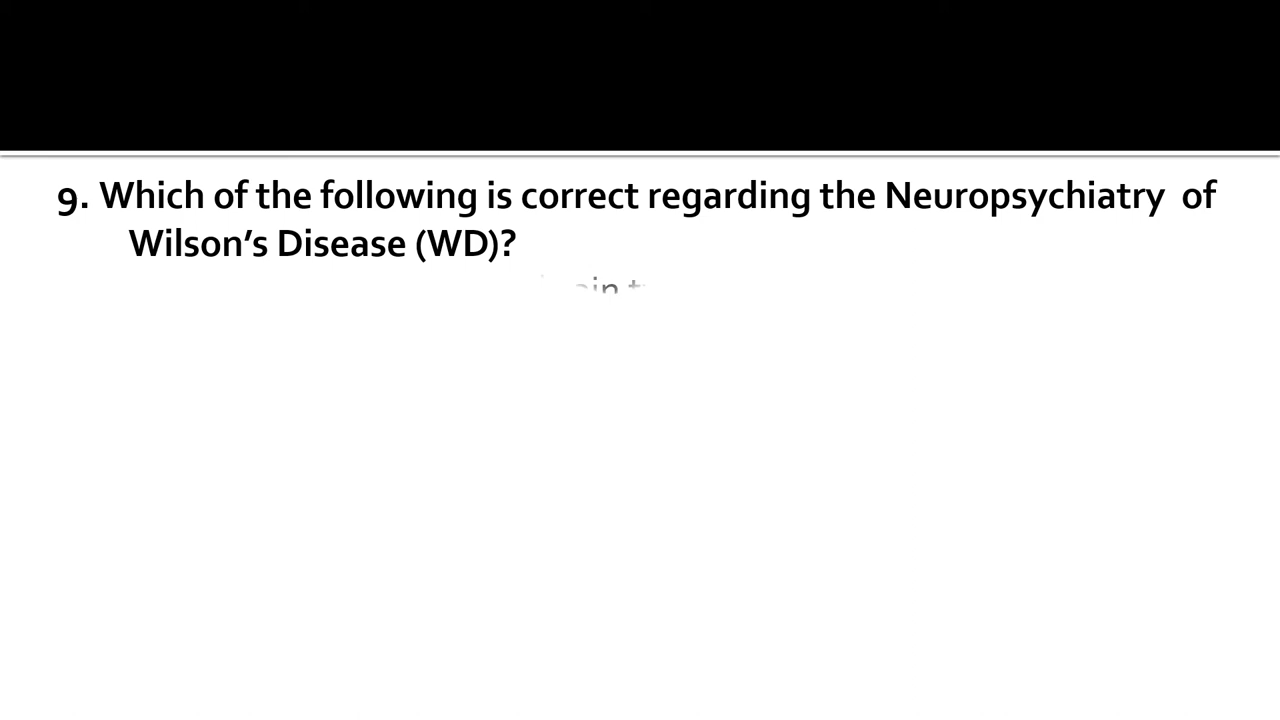 9. Which of the following is correct regarding the Neuropsychiatry of
Wilson’s Disease (WD)?